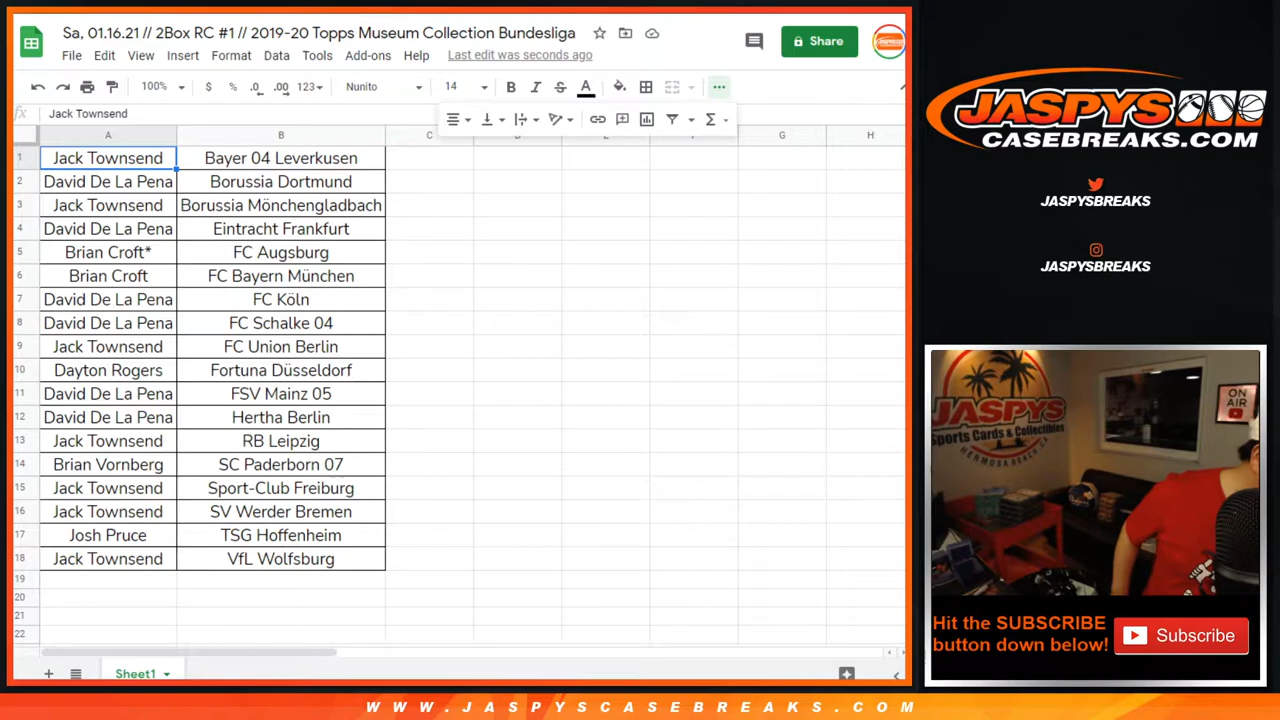 Sa, 01.16.21 // 2Box RC #1 // 2019-20 Topps Museum Collection Bundesliga
Share
File Edit View Insert Format Data Tools Add-ons Help Last edit was seconds ago
100% $ % .0 .00 123 Nunito 14 B I S A
fx Jack Townsend
A B C D E F G H
1 Jack Townsend Bayer 04 Leverkusen
2 David De La Pena Borussia Dortmund
3 Jack Townsend Borussia Mönchengladbach
4 David De La Pena Eintracht Frankfurt
5 Brian Croft* FC Augsburg
6 Brian Croft FC Bayern München
7 David De La Pena FC Köln
8 David De La Pena FC Schalke 04
9 Jack Townsend FC Union Berlin
10 Dayton Rogers Fortuna Düsseldorf
11 David De La Pena FSV Mainz 05
12 David De La Pena Hertha Berlin
13 Jack Townsend RB Leipzig
14 Brian Vornberg SC Paderborn 07
15 Jack Townsend Sport-Club Freiburg
16 Jack Townsend SV Werder Bremen
17 Josh Pruce TSG Hoffenheim
18 Jack Townsend VfL Wolfsburg
19
20
21
22
Sheet1
JASPYS
CASEBREAKS.COM
JASPYSBREAKS
JASPYSBREAKS
JASPYS
Sports Cards & Collectibles
HERMOSA BEACH, CA
ON AIR
Hit the SUBSCRIBE
button down below!
Subscribe
WWW.JASPYSCASEBREAKS.COM